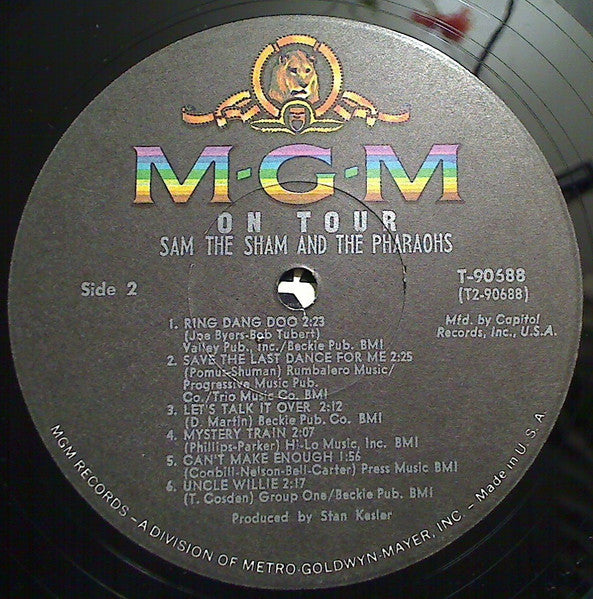 M·G·M
ON TOUR
SAM THE SHAM AND THE PHARAOHS
Side 2
T-90688
(T2-90688)
Mfd. by Capitol
Records, Inc., U.S.A.
1. RING DANG DOO 2:23
(Joe Byers-Bob Tubert)
Valley Pub., Inc./Beckie Pub. BMI
2. SAVE THE LAST DANCE FOR ME 2:25
(Pomus-Shuman) Rumbalero Music/
Progressive Music Pub.
Co./Trio Music Co. BMI
3. LET'S TALK IT OVER 2:12
(D. Martin) Beckie Pub. Co. BMI
4. MYSTERY TRAIN 2:07
(Phillips-Parker) Hi-Lo Music, Inc. BMI
5. CAN'T MAKE ENOUGH 1:56
(Conbill-Nelson-Bell-Carter) Press Music BMI
6. UNCLE WILLIE 2:17
(T. Cosden) Group One/Beckie Pub. BMI
Produced by Stan Kesler
MGM RECORDS – A DIVISION OF METRO-GOLDWYN-MAYER, INC. – Made in U. S. A.